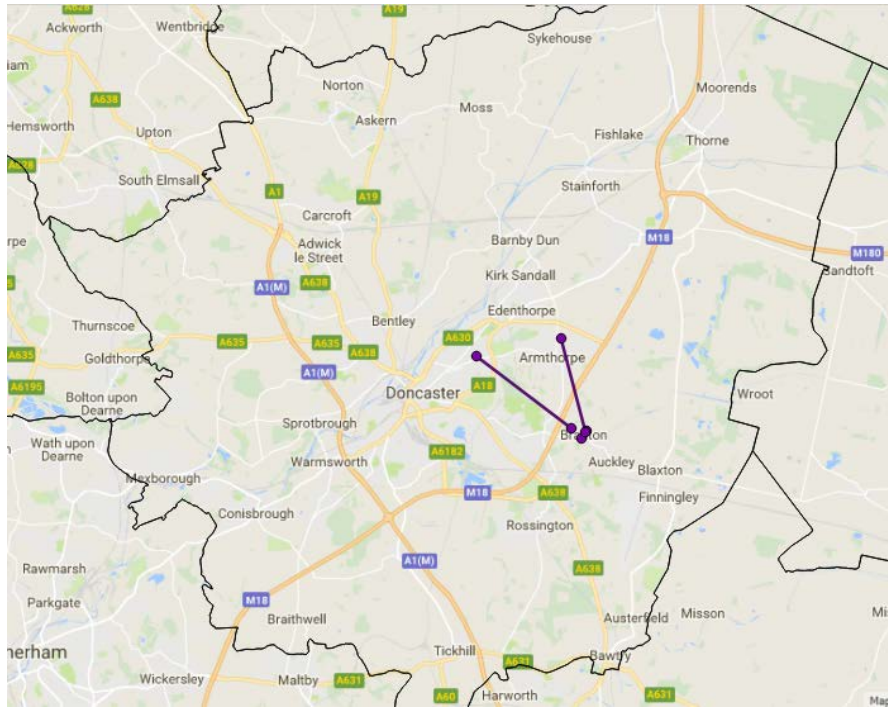 A628
Ackworth
Wentbridge
A19
Sykehouse
Norton
Moorends
A638
Hemsworth
Upton
Askern
Moss
Fishlake
Thorne
A628
South Elmsall
A1
A19
Stainforth
Carcroft
Barnby Dun
M18
M180
Sandtoft
Adwick
le Street
Kirk Sandall
A1(M)
A638
Edenthorpe
Thurnscoe
Bentley
A630
A635
Goldthorpe
A635
A635
A638
Armthorpe
A6195
A1(M)
Doncaster
A18
Bolton upon
Dearne
Wroot
Sprotbrough
Wath upon
Dearne
Warmsworth
A6182
Auckley
Blaxton
Mexborough
M18
A638
Finningley
Conisbrough
Rossington
A1(M)
A638
Rawmarsh
Parkgate
M18
Braithwell
Austerfield
Misson
Tickhill
Bawtry
Wickersley
Maltby
A631
A631
A60
Harworth
A631